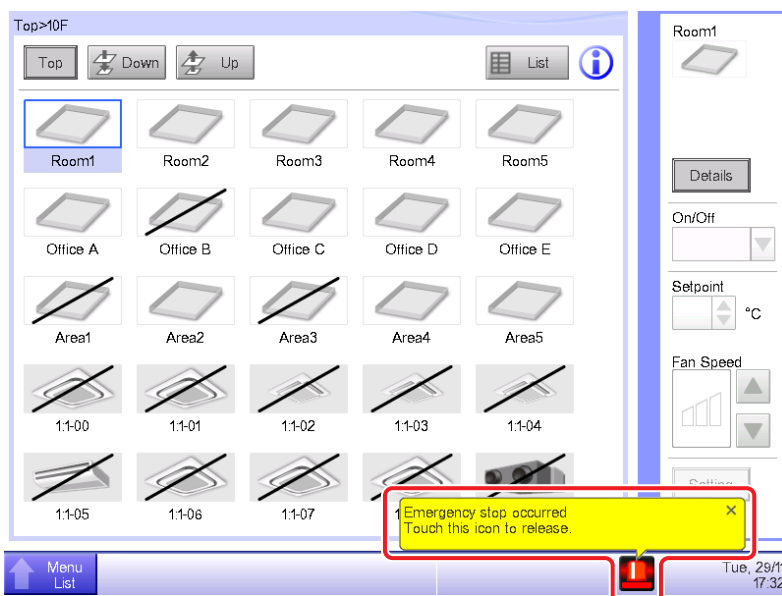 Top>10F
Top
Down
Up
List
Room1
Room2
Room3
Room4
Room5
Office A
Office B
Office C
Office D
Office E
Area1
Area2
Area3
Area4
Area5
1:1-00
1:1-01
1:1-02
1:1-03
1:1-04
1:1-05
1:1-06
1:1-07
Room1
Details
On/Off
Setpoint
°C
Fan Speed
Setting
Emergency stop occurred
Touch this icon to release.
Menu
List
Tue, 29/1
17:32